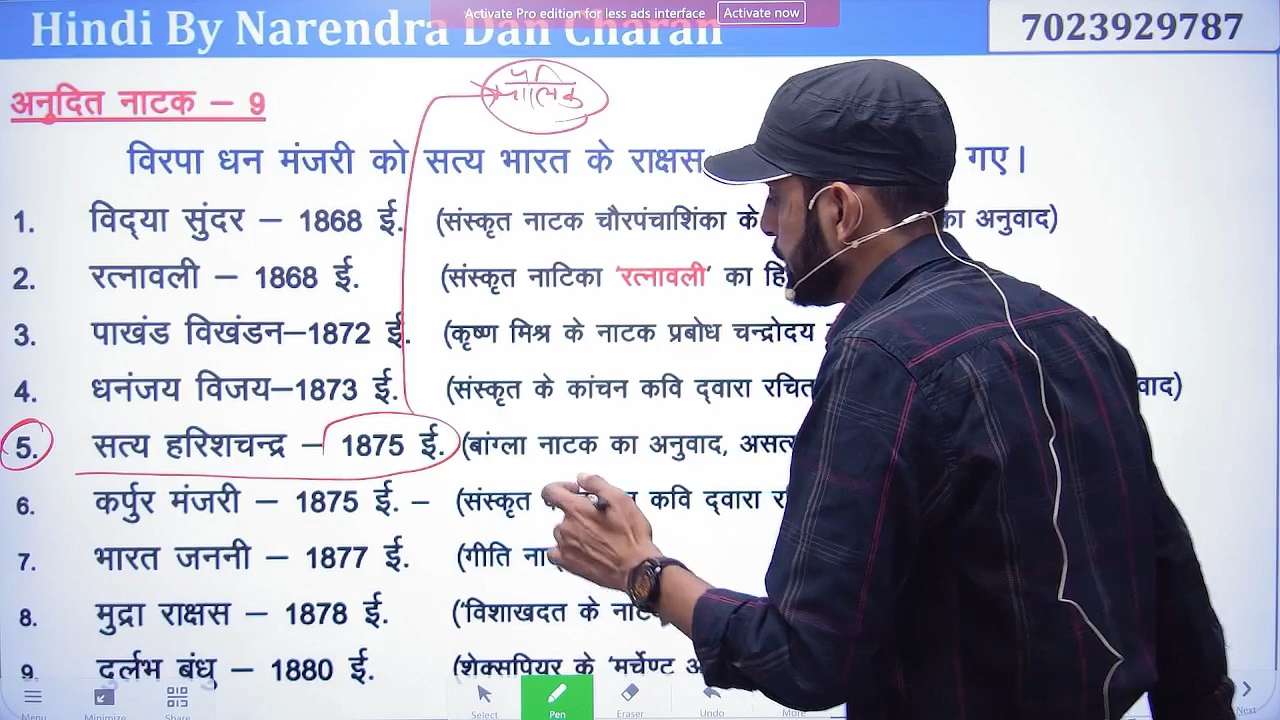 Activate Pro edition for less ads interface Activate now
Hindi By Narendra Dan Charan 7023929787
अनुदित नाटक – 9
विरपा धन मंजरी को सत्य भारत के राक्षस गए।
1. विद्या सुंदर – 1868 ई. (संस्कृत नाटक चौरपंचाशिंका के का अनुवाद)
2. रत्नावली – 1868 ई. (संस्कृत नाटिका 'रत्नावली' का
3. पाखंड विखंडन–1872 ई. (कृष्ण मिश्र के नाटक प्रबोध चन्द्रोदय
4. धनंजय विजय–1873 ई. (संस्कृत के कांचन कवि द्वारा रचित
5. सत्य हरिशचन्द्र – 1875 ई. (बांग्ला नाटक का अनुवाद,
6. कर्पुर मंजरी – 1875 ई. – (संस्कृत कवि द्वारा
7. भारत जननी – 1877 ई. (गीति
8. मुद्रा राक्षस – 1878 ई. ('विशाखदत के
9. दुर्लभ बंधु – 1880 ई. (शेक्सपियर के 'मर्चेण्ट
Menu Minimize Share Select Pen Eraser Undo More Next